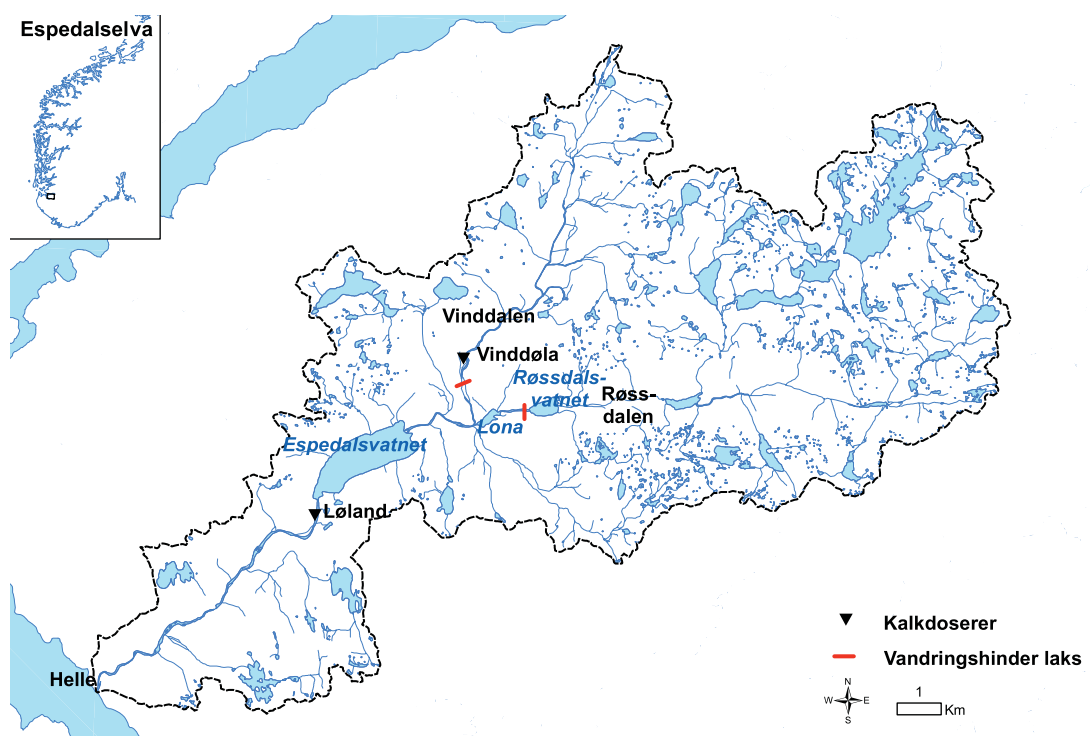 Espedalselva
Vinddalen
Vinddøla
Røssdals-
vatnet
Røss-
dalen
Lona
Espedalsvatnet
Løland
Helle
Kalkdoserer
Vandringshinder laks
N
W E
S
1
Km